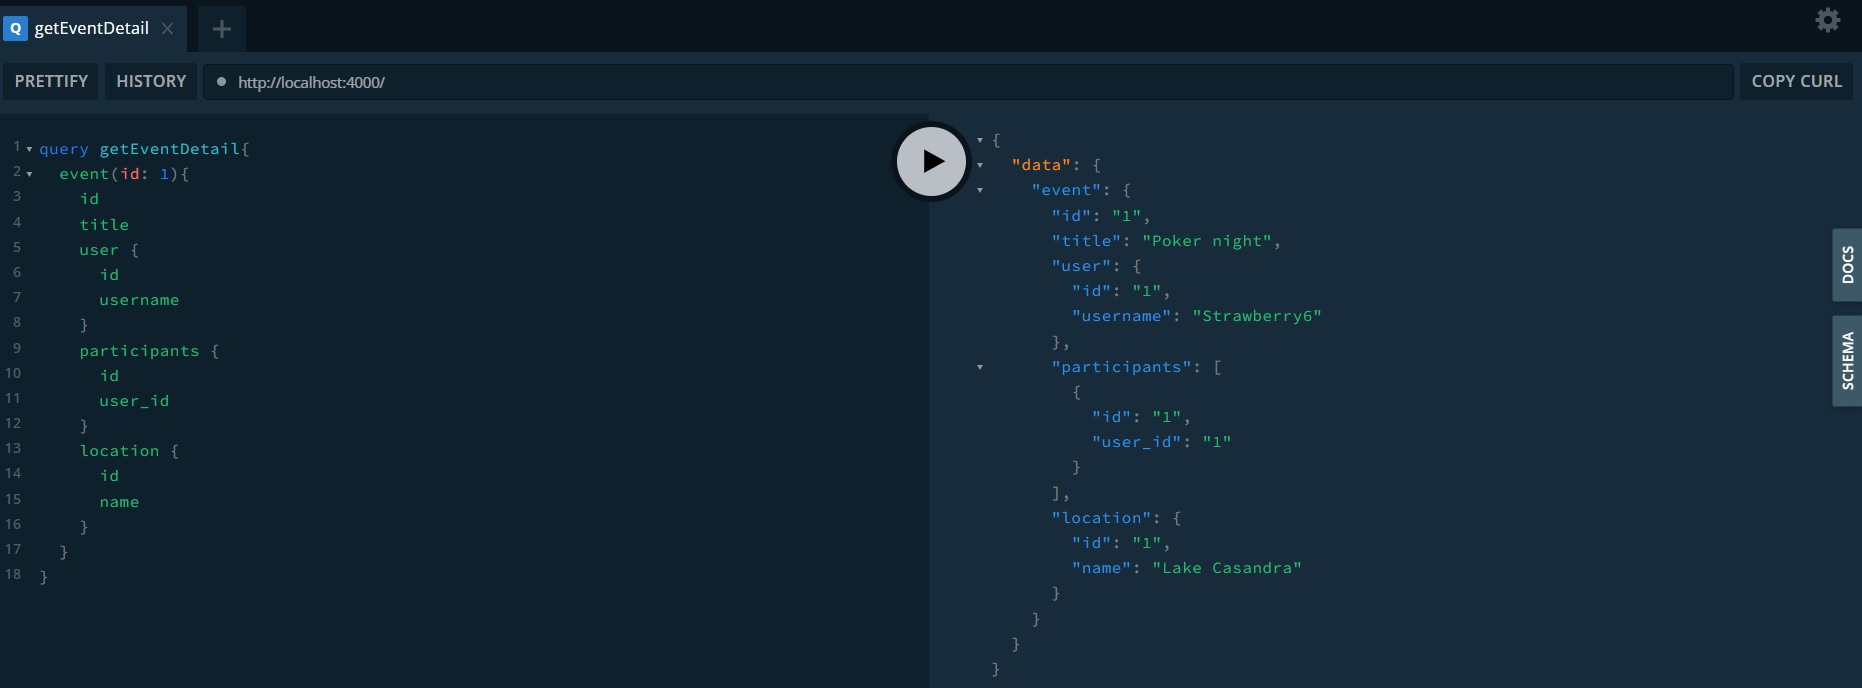 Q getEventDetail
PRETTIFY HISTORY http://localhost:4000/ COPY CURL
1 query getEventDetail{
2 event(id: 1){
3 id
4 title
5 user {
6 id
7 username
8 }
9 participants {
10 id
11 user_id
12 }
13 location {
14 id
15 name
16 }
17 }
18 }
{
"data": {
"event": {
"id": "1",
"title": "Poker night",
"user": {
"id": "1",
"username": "Strawberry6"
},
"participants": [
{
"id": "1",
"user_id": "1"
}
],
"location": {
"id": "1",
"name": "Lake Casandra"
}
}
}
}
DOCS
SCHEMA